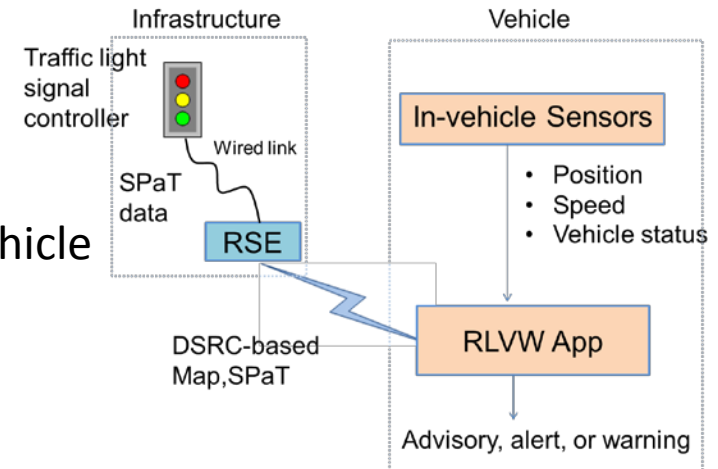 Infrastructure
Vehicle
Traffic light
signal
controller
Wired link
SPaT
data
RSE
hicle
DSRC-based
Map,SPaT
In-vehicle Sensors
• Position
• Speed
• Vehicle status
RLVW App
Advisory, alert, or warning